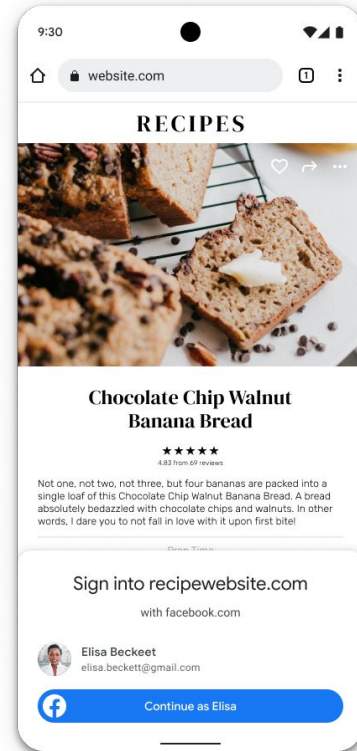 9:30
website.com
1
RECIPES
Chocolate Chip Walnut
Banana Bread
★★★★★
4.83 from 69 reviews
Not one, not two, not three, but four bananas are packed into a
single loaf of this Chocolate Chip Walnut Banana Bread. A bread
absolutely bedazzled with chocolate chips and walnuts. In other
words, I dare you to not fall in love with it upon first bite!
Prep Time
Sign into recipewebsite.com
with facebook.com
Elisa Beckeet
elisa.beckett@gmail.com
Continue as Elisa